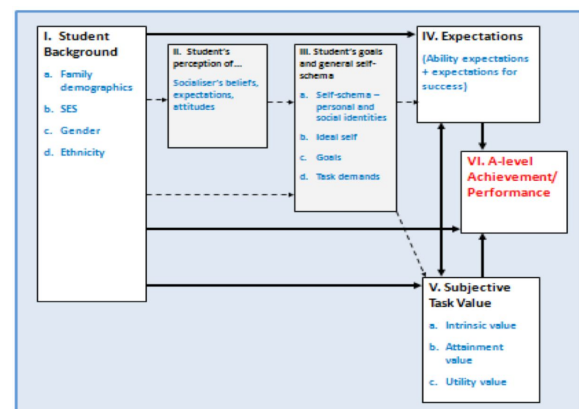 I. Student
Background
a. Family
demographics
b. SES
c. Gender
d. Ethnicity
II. Student's
perception of...
Socialiser's beliefs,
expectations,
attitudes
III. Student's goals
and general self-
schema
a. Self-schema –
personal and
social identities
b. Ideal self
c. Goals
d. Task demands
IV. Expectations
(Ability expectations
+ expectations for
success)
VI. A-level
Achievement/
Performance
V. Subjective
Task Value
a. Intrinsic value
b. Attainment
value
c. Utility value